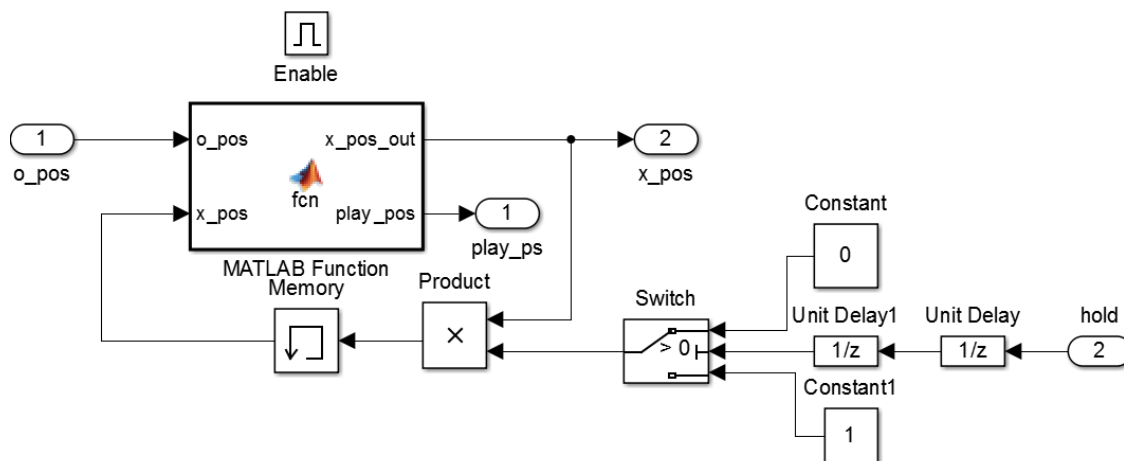 Enable
1
o_pos
o_pos
x_pos_out
2
x_pos
fcn
x_pos
play_pos
1
play_ps
MATLAB Function
Memory
Product
×
Switch
> 0
Constant
0
Unit Delay1
1/z
Unit Delay
1/z
hold
2
Constant1
1